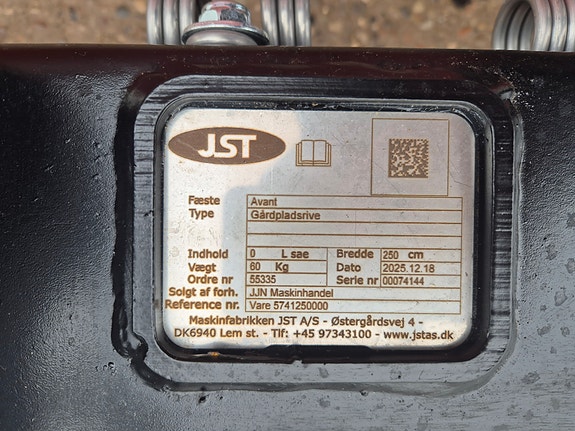 JST
Fæste Avant
Type Gårdpladsrive
Indhold 0 L sae Bredde 250 cm
Vægt 60 Kg Dato 2025.12.18
Ordre nr 55335 Serie nr 00074144
Solgt af forh. JJN Maskinhandel
Reference nr. Vare 5741250000
Maskinfabrikken JST A/S - Østergårdsvej 4 -
DK6940 Lem st. - Tlf: +45 97343100 - www.jstas.dk